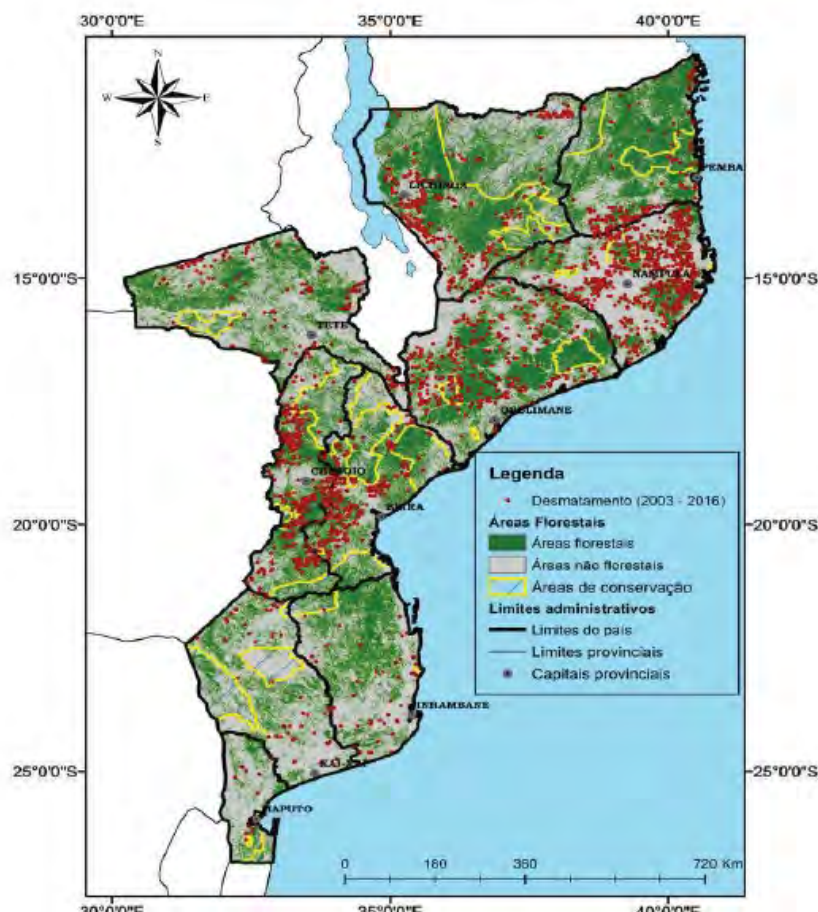 30°0'0"E 35°0'0"E 40°0'0"E
N
W E
S
PEMBA
LICHINGA
15°0'0"S 15°0'0"S
NAMPULA
TETE
QUELIMANE
CHIMOIO
BEIRA
20°0'0"S 20°0'0"S
Legenda
Desmatamento (2003 - 2016)
Áreas Florestais
Áreas florestais
Áreas não florestais
Áreas de conservação
Limites administrativos
Limites do país
Limites provinciais
Capitais provinciais
INHAMBANE
25°0'0"S 25°0'0"S
MAPUTO
0 180 360 720 Km
30°0'0"E 35°0'0"E 40°0'0"E